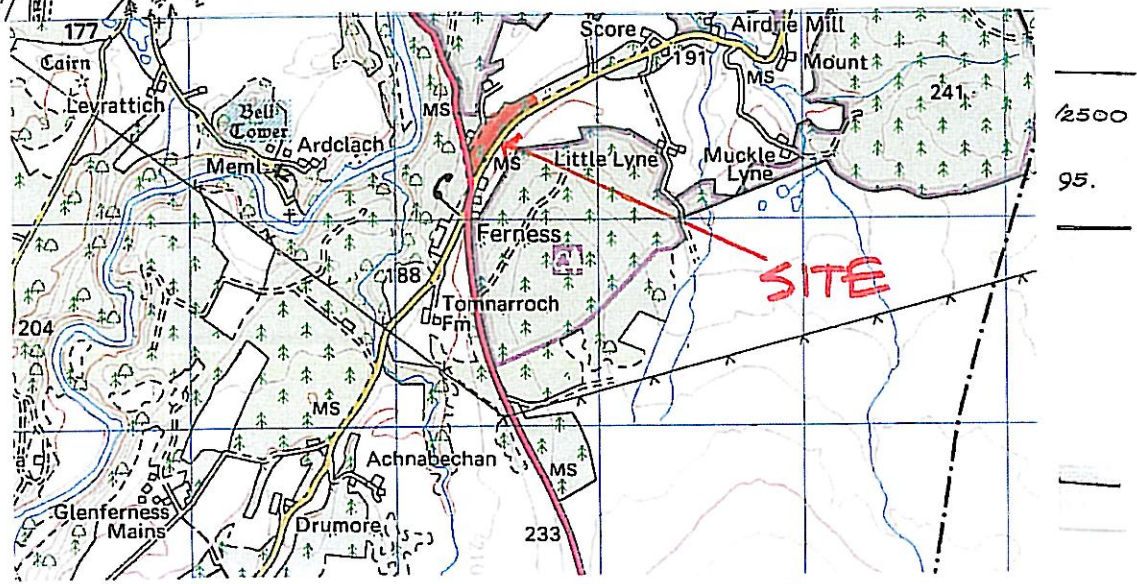 177
Cairn
Levrattich
Bell
Tower
Ardclach
Meml
MS
Score
Airdrie Mill
191
MS
Mount
241
MS
Little Lyne
Muckle
Lyne
12500
95.
Ferness
SITE
188
Tomnarroch
Fm
204
MS
Achnabechan
MS
Glenferness
Mains
Drumore
233